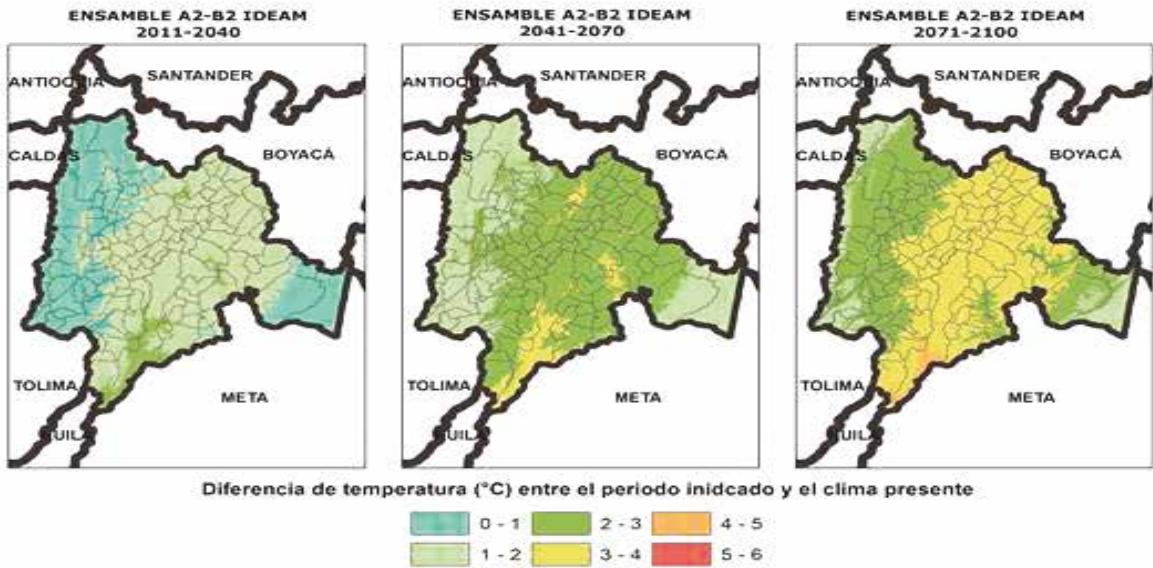 ENSAMBLE A2-B2 IDEAM
2011-2040
ENSAMBLE A2-B2 IDEAM
2041-2070
ENSAMBLE A2-B2 IDEAM
2071-2100
ANTIOQUIA
SANTANDER
CALDAS
BOYACÁ
TOLIMA
META
HUILA
ANTIOQUIA
SANTANDER
CALDAS
BOYACÁ
TOLIMA
META
HUILA
ANTIOQUIA
SANTANDER
CALDAS
BOYACÁ
TOLIMA
META
HUILA
Diferencia de temperatura (°C) entre el periodo inidcado y el clima presente
0 - 1
2 - 3
4 - 5
1 - 2
3 - 4
5 - 6